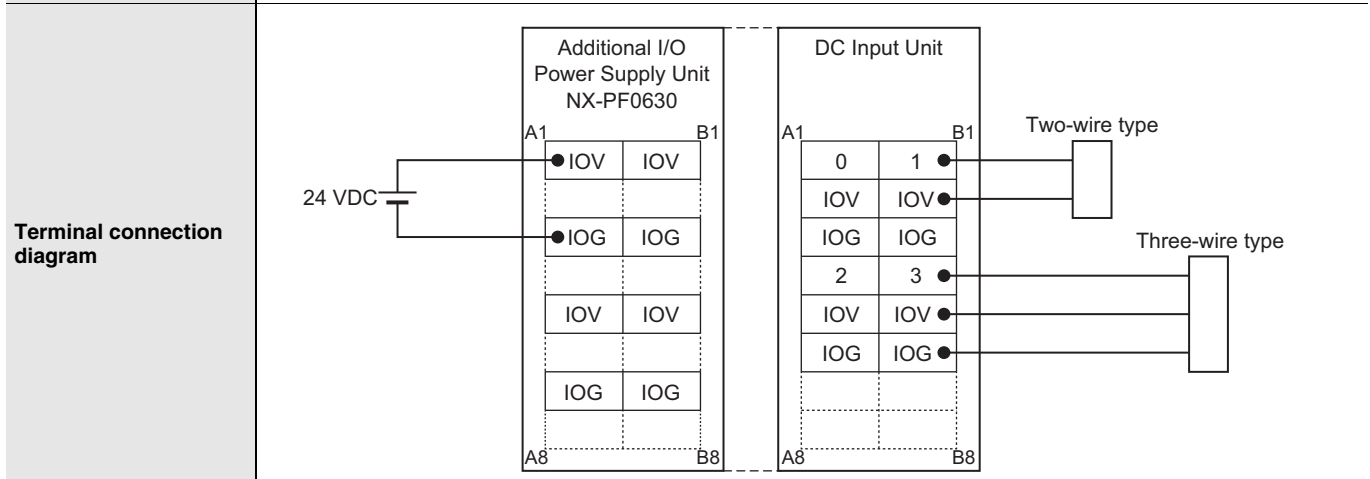 Terminal connection
diagram
24 VDC
Additional I/O
Power Supply Unit
NX-PF0630
A1 B1
IOV IOV
IOG IOG
IOV IOV
IOG IOG
A8 B8
DC Input Unit
A1 B1
0 1
IOV IOV
IOG IOG
2 3
IOV IOV
IOG IOG
A8 B8
Two-wire type
Three-wire type